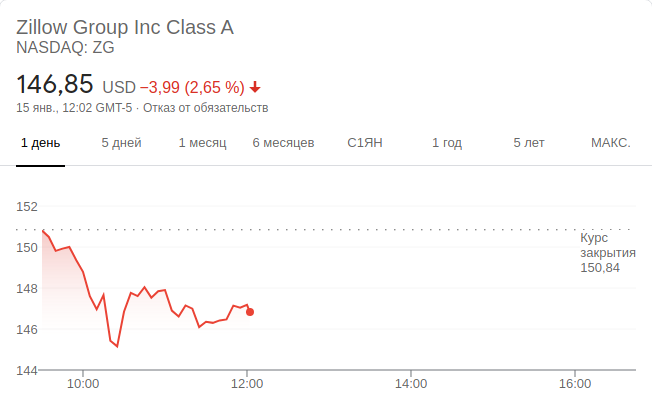 Zillow Group Inc Class A
NASDAQ: ZG
146,85 USD −3,99 (2,65 %)
15 янв., 12:02 GMT-5 · Отказ от обязательств
1 день 5 дней 1 месяц 6 месяцев С1ЯН 1 год 5 лет МАКС.
152
Курс
закрытия
150,84
150
148
146
144
10:00 12:00 14:00 16:00